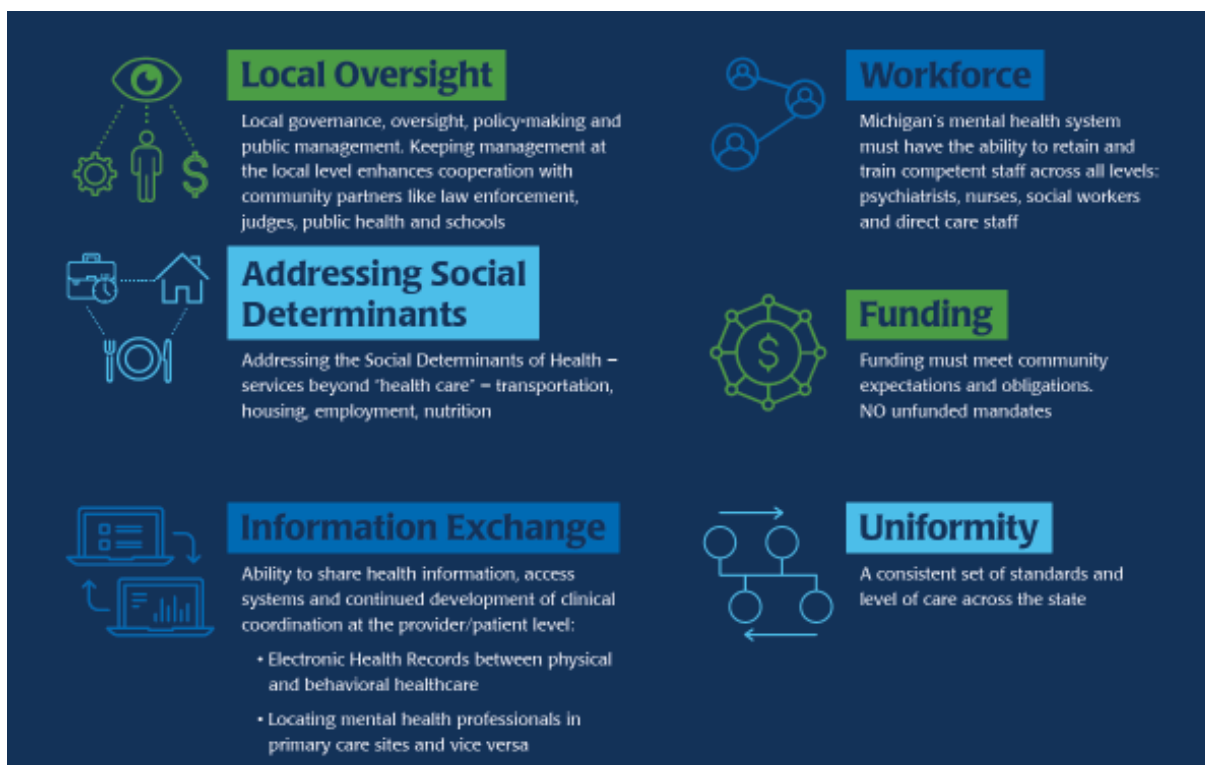 Local Oversight
Local governance, oversight, policy-making and
public management. Keeping management at
the local level enhances cooperation with
community partners like law enforcement,
judges, public health and schools
Addressing Social
Determinants
Addressing the Social Determinants of Health –
services beyond "health care" – transportation,
housing, employment, nutrition
Information Exchange
Ability to share health information, access
systems and continued development of clinical
coordination at the provider/patient level:
• Electronic Health Records between physical
and behavioral healthcare
• Locating mental health professionals in
primary care sites and vice versa
Workforce
Michigan's mental health system
must have the ability to retain and
train competent staff across all levels:
psychiatrists, nurses, social workers
and direct care staff
Funding
Funding must meet community
expectations and obligations.
NO unfunded mandates
Uniformity
A consistent set of standards and
level of care across the state